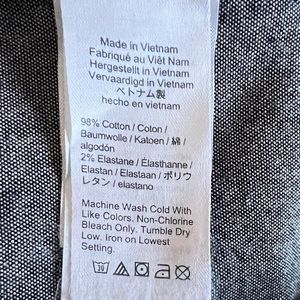 Made in Vietnam
Fabriqué au Viêt Nam
Hergestellt in Vietnam
Vervaardigd in Vietnam
ベトナム製
hecho en vietnam
98% Cotton / Coton /
Baumwolle / Katoen / 綿 /
algodón
2% Elastane / Élasthanne /
Elastan / Elastaan / ポリウ
レタン / elastano
Machine Wash Cold With
Like Colors. Non-Chlorine
Bleach Only. Tumble Dry
Low. Iron on Lowest
Setting.